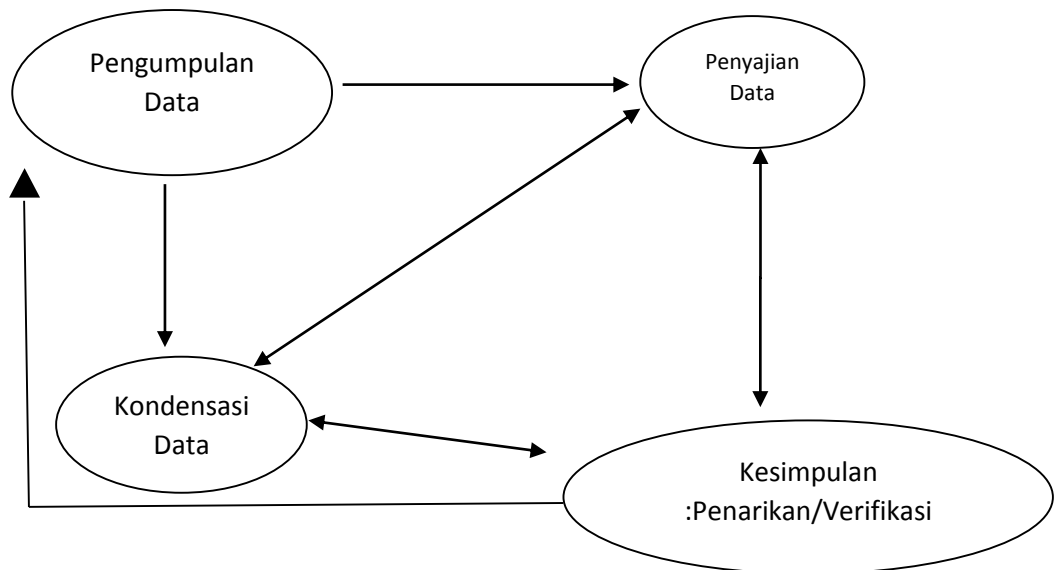 Pengumpulan
Data
Penyajian
Data
Kondensasi
Data
Kesimpulan
:Penarikan/Verifikasi